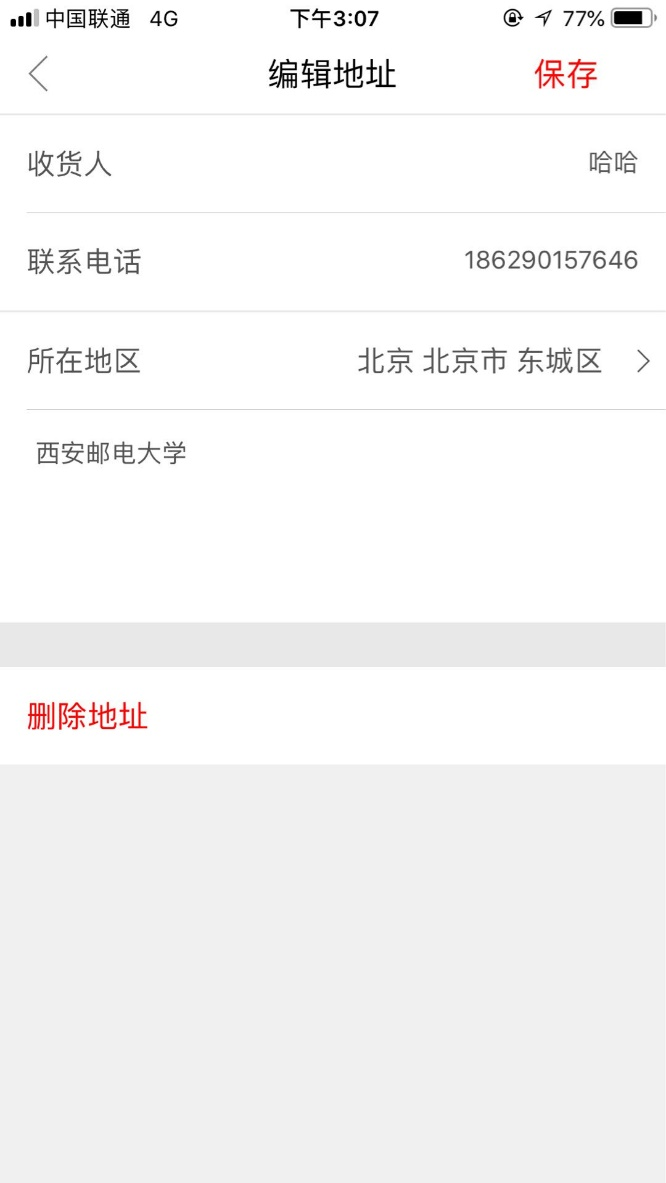 中国联通 4G 下午3:07 77%
编辑地址 保存
收货人 哈哈
联系电话 186290157646
所在地区 北京 北京市 东城区
西安邮电大学
删除地址